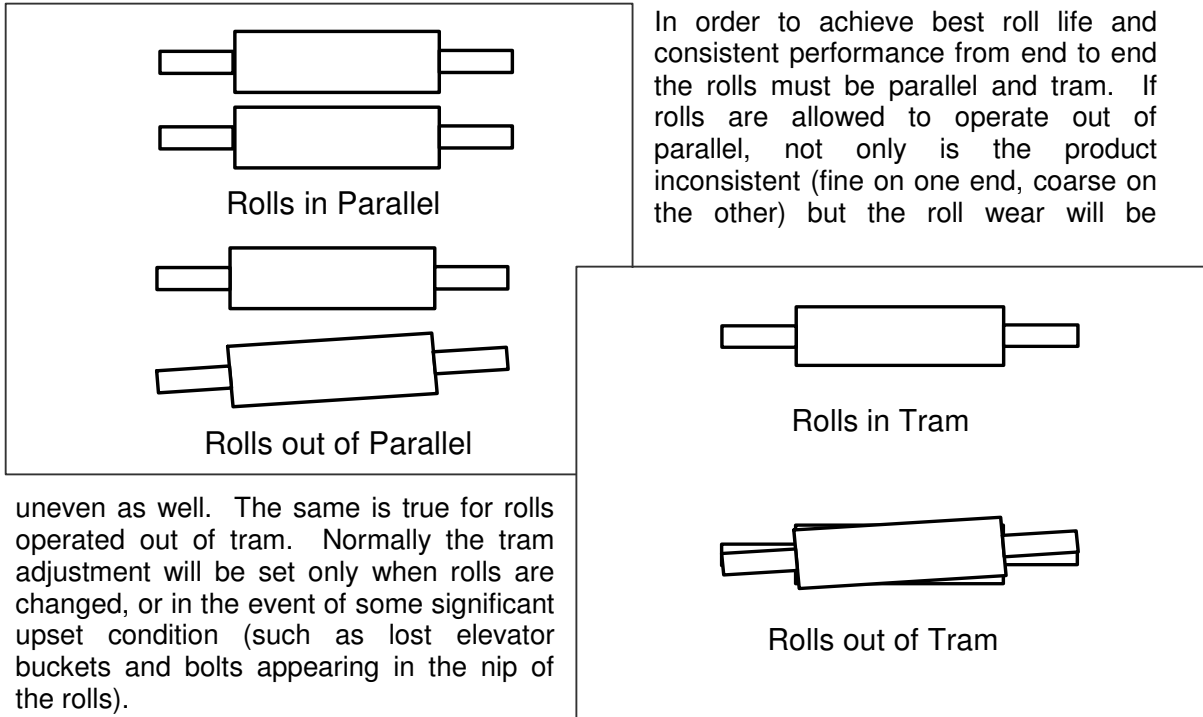 Rolls in Parallel
Rolls out of Parallel
In order to achieve best roll life and
consistent performance from end to end
the rolls must be parallel and tram. If
rolls are allowed to operate out of
parallel, not only is the product
inconsistent (fine on one end, coarse on
the other) but the roll wear will be
uneven as well. The same is true for rolls
operated out of tram. Normally the tram
adjustment will be set only when rolls are
changed, or in the event of some significant
upset condition (such as lost elevator
buckets and bolts appearing in the nip of
the rolls).
Rolls in Tram
Rolls out of Tram